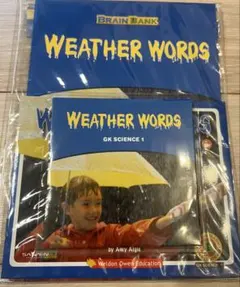 BRAIN BANK
WEATHER WORDS
WEATHER WORDS
GK SCIENCE 1
by Amy Algie
Weldon Owen Education